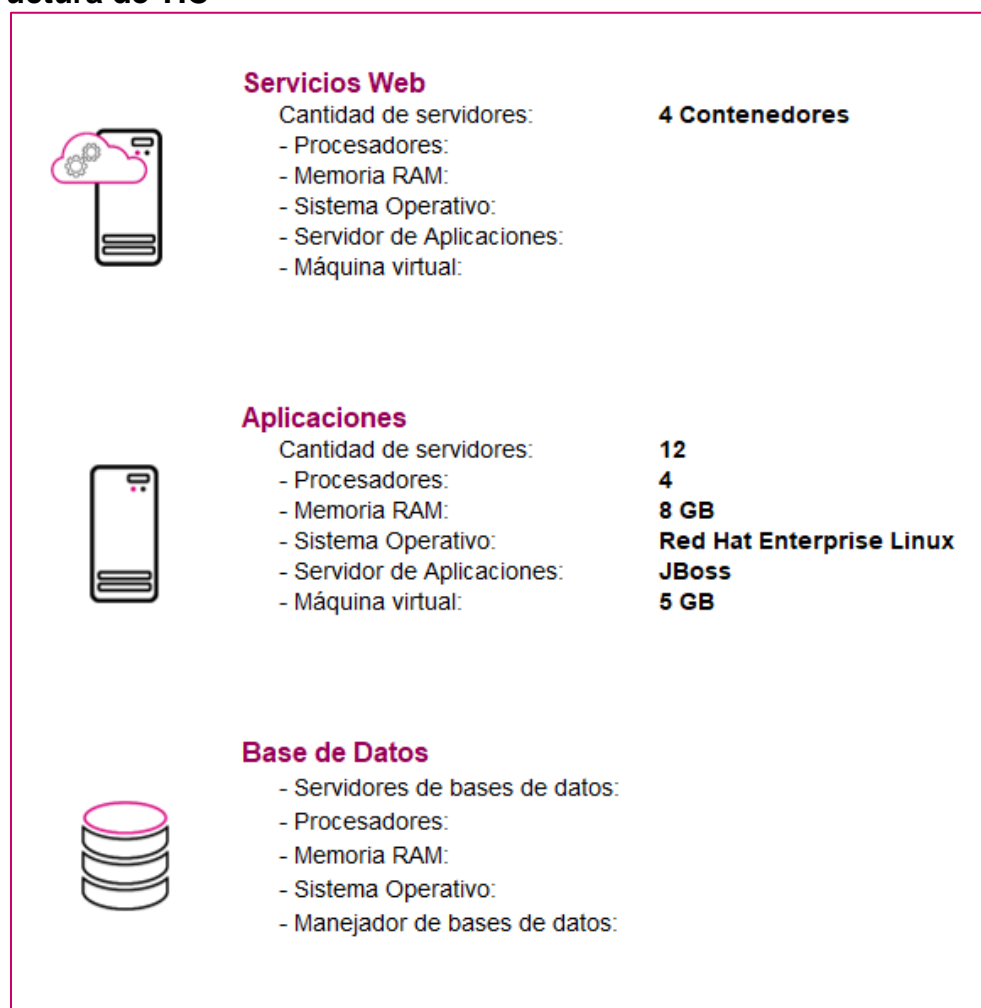 Servicios Web
Cantidad de servidores: 4 Contenedores
- Procesadores:
- Memoria RAM:
- Sistema Operativo:
- Servidor de Aplicaciones:
- Máquina virtual:
Aplicaciones
Cantidad de servidores: 12
- Procesadores: 4
- Memoria RAM: 8 GB
- Sistema Operativo: Red Hat Enterprise Linux
- Servidor de Aplicaciones: JBoss
- Máquina virtual: 5 GB
Base de Datos
- Servidores de bases de datos:
- Procesadores:
- Memoria RAM:
- Sistema Operativo:
- Manejador de bases de datos: